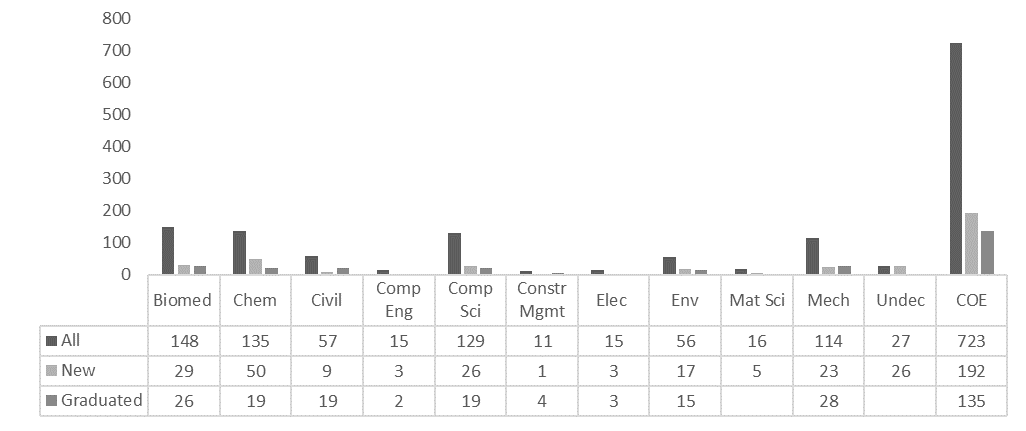 800
700
600
500
400
300
200
100
0
Biomed Chem Civil Comp Eng Comp Sci Constr Mgmt Elec Env Mat Sci Mech Undec COE
All 148 135 57 15 129 11 15 56 16 114 27 723
New 29 50 9 3 26 1 3 17 5 23 26 192
Graduated 26 19 19 2 19 4 3 15 28 135